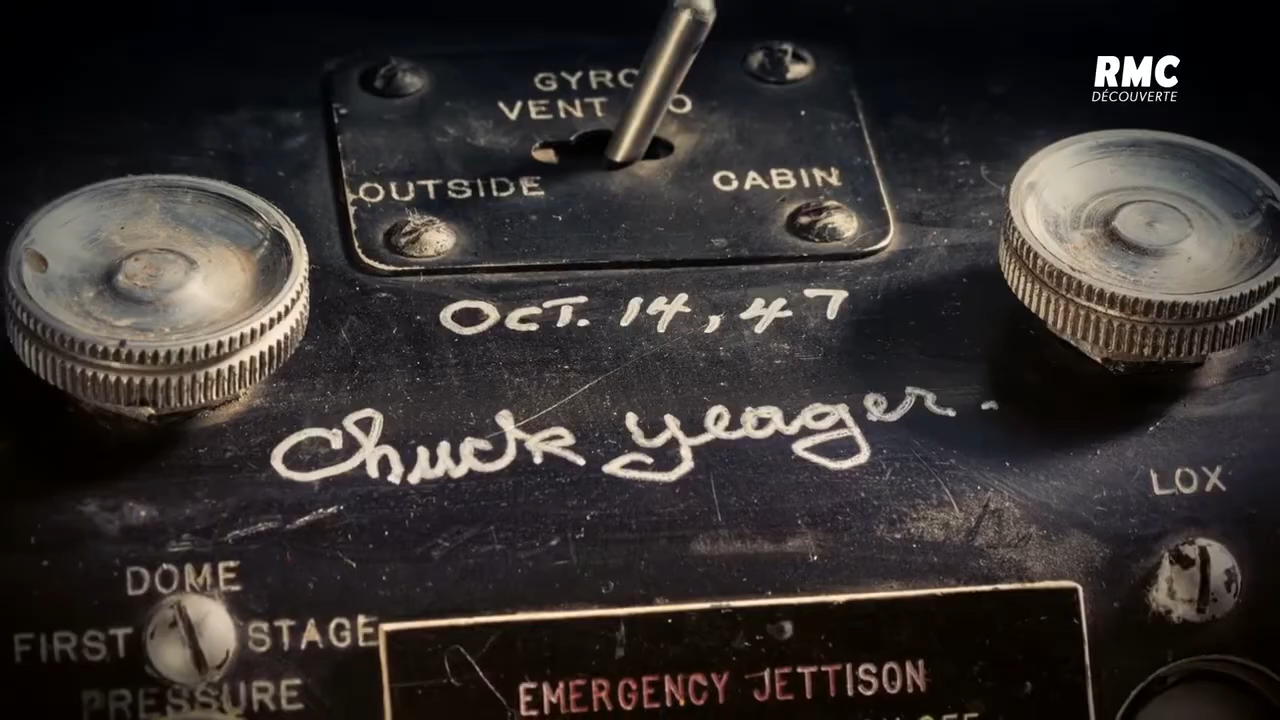 RMC
DÉCOUVERTE
GYRO
VENT
OUTSIDE
CABIN
OCT. 14, 47
Chuck Yeager.
LOX
DOME
FIRST STAGE
PRESSURE
EMERGENCY JETTISON